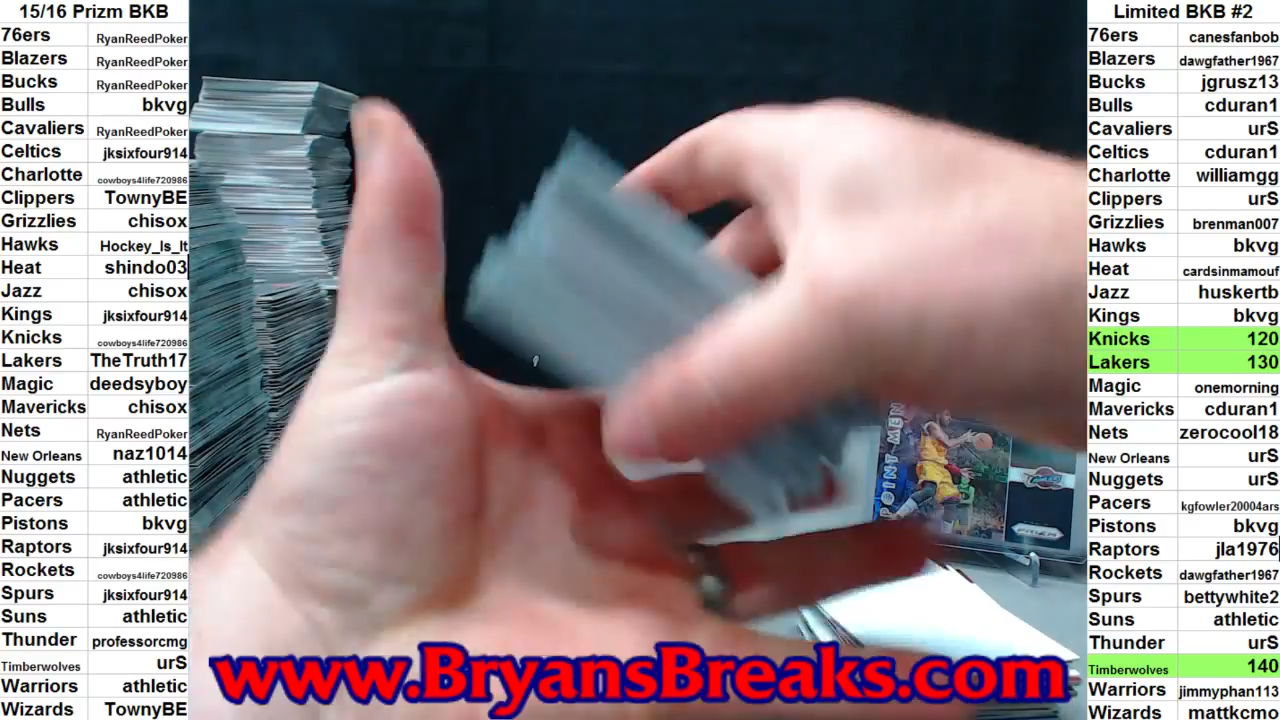 15/16 Prizm BKB
76ers RyanReedPoker
Blazers RyanReedPoker
Bucks RyanReedPoker
Bulls bkvg
Cavaliers RyanReedPoker
Celtics jksixfour914
Charlotte cowboys4life720986
Clippers TownyBE
Grizzlies chisox
Hawks Hockey_Is_It
Heat shindo03
Jazz chisox
Kings jksixfour914
Knicks cowboys4life720986
Lakers TheTruth17
Magic deedsyboy
Mavericks chisox
Nets RyanReedPoker
New Orleans naz1014
Nuggets athletic
Pacers athletic
Pistons bkvg
Raptors jksixfour914
Rockets cowboys4life720986
Spurs jksixfour914
Suns athletic
Thunder professorcmg
Timberwolves urS
Warriors athletic
Wizards TownyBE
POINT MEN
PRIZM
www.BryansBreaks.com
Limited BKB #2
76ers canesfanbob
Blazers dawgfather1967
Bucks jgrusz13
Bulls cduran1
Cavaliers urS
Celtics cduran1
Charlotte williamgg
Clippers urS
Grizzlies brenman007
Hawks bkvg
Heat cardsinmamouf
Jazz huskertb
Kings bkvg
Knicks 120
Lakers 130
Magic onemorning
Mavericks cduran1
Nets zerocool18
New Orleans urS
Nuggets urS
Pacers kgfowler20004ars
Pistons bkvg
Raptors jla1976
Rockets dawgfather1967
Spurs bettywhite2
Suns athletic
Thunder urS
Timberwolves 140
Warriors jimmyphan113
Wizards mattkcmo